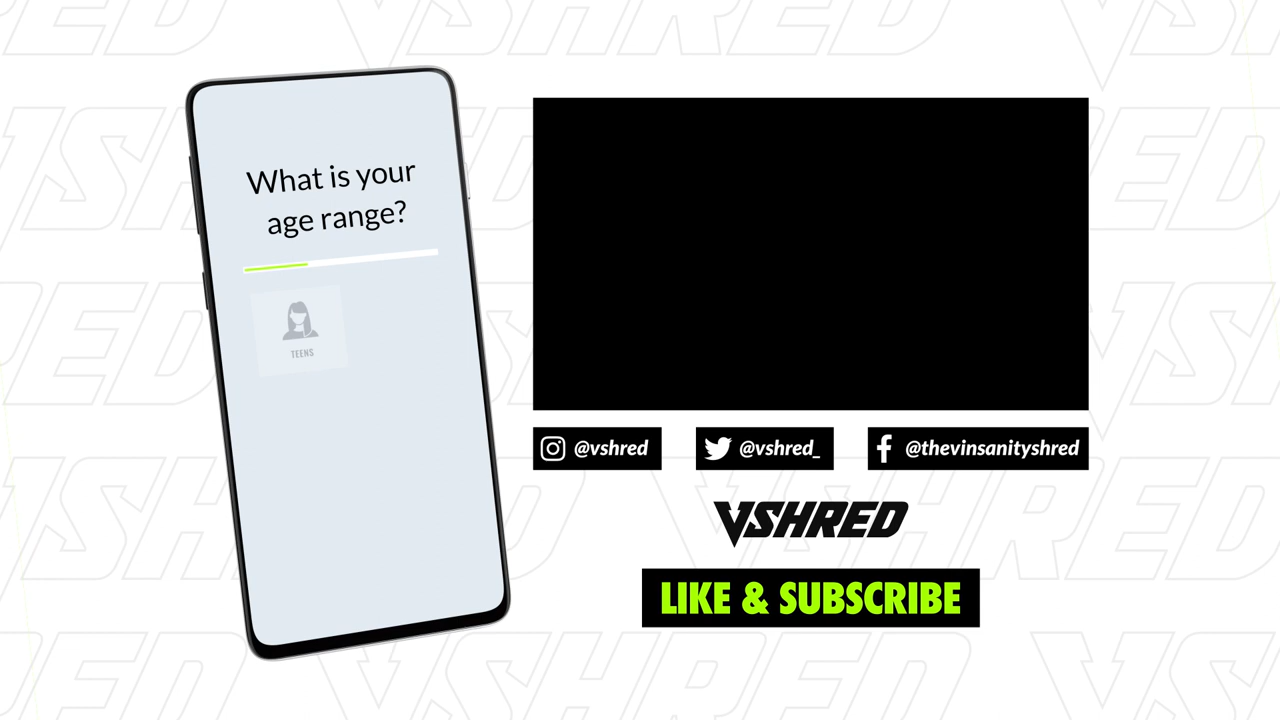 What is your
age range?
TEENS
@vshred
@vshred_
@thevinsanityshred
VSHRED
LIKE & SUBSCRIBE